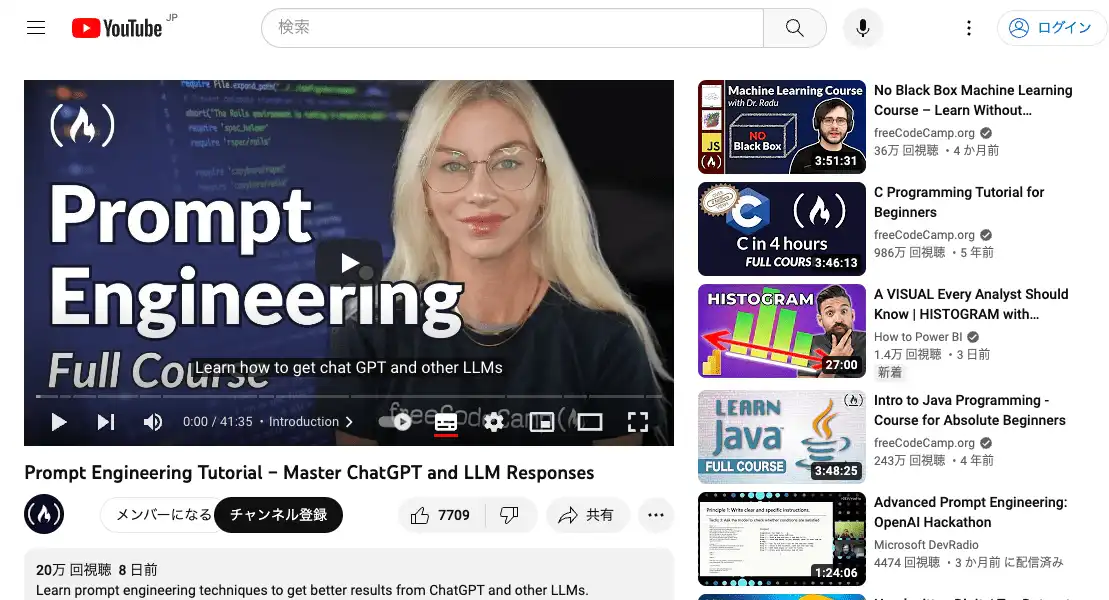 YouTube JP
検索
ログイン
Prompt
Engineering
Full Course
Learn how to get chat GPT and other LLMs
freeCodeCamp
0:00 / 41:35 • Introduction
Prompt Engineering Tutorial – Master ChatGPT and LLM Responses
メンバーになる
チャンネル登録
7709
共有
20万 回視聴 8 日前
Learn prompt engineering techniques to get better results from ChatGPT and other LLMs.
Machine Learning Course
with Dr. Radu
NO
Black Box
JS
3:51:31
No Black Box Machine Learning
Course – Learn Without…
freeCodeCamp.org
36万 回視聴 • 4 か月前
C
C in 4 hours
FULL COURS
3:46:13
C Programming Tutorial for
Beginners
freeCodeCamp.org
986万 回視聴 • 5 年前
HISTOGRAM
27:00
A VISUAL Every Analyst Should
Know | HISTOGRAM with…
How to Power BI
1.4万 回視聴 • 3 日前
新着
LEARN
Java
FULL COURSE
3:48:25
Intro to Java Programming -
Course for Absolute Beginners
freeCodeCamp.org
243万 回視聴 • 4 年前
Principle 1: Write clear and specific instructions.
1:24:06
Advanced Prompt Engineering:
OpenAI Hackathon
Microsoft DevRadio
4474 回視聴 • 3 か月前 に配信済み